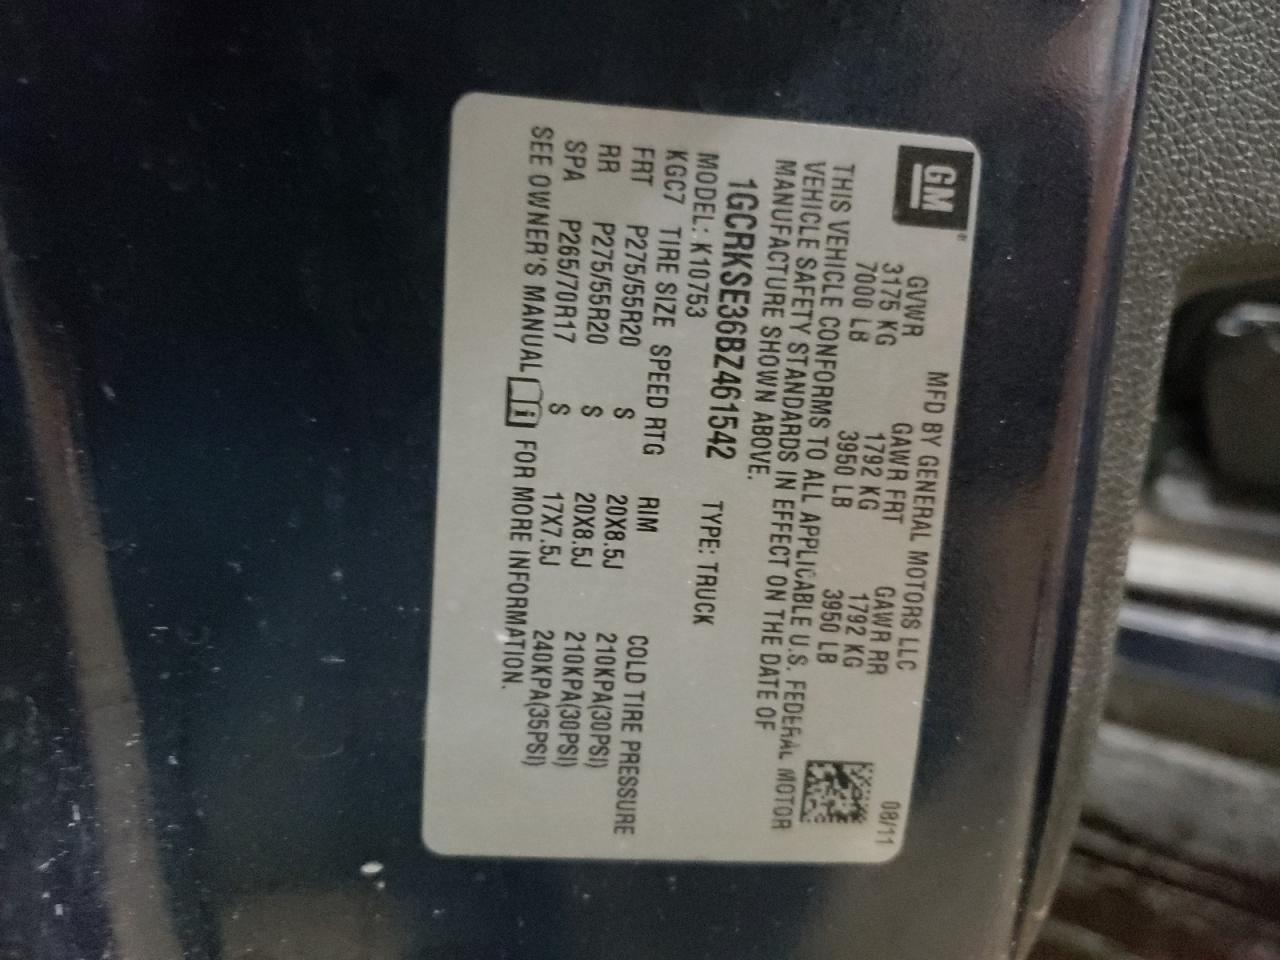 GM
MFD BY GENERAL MOTORS LLC 08/11
GVWR GAWR FRT GAWR RR
3175 KG 1792 KG 1792 KG
7000 LB 3950 LB 3950 LB
THIS VEHICLE CONFORMS TO ALL APPLICABLE U.S. FEDERAL MOTOR
VEHICLE SAFETY STANDARDS IN EFFECT ON THE DATE OF
MANUFACTURE SHOWN ABOVE.
1GCRKSE36BZ461542 TYPE: TRUCK
MODEL: K10753
KGC7 TIRE SIZE SPEED RTG RIM COLD TIRE PRESSURE
FRT P275/55R20 S 20X8.5J 210KPA(30PSI)
RR P275/55R20 S 20X8.5J 210KPA(30PSI)
SPA P265/70R17 S 17X7.5J 240KPA(35PSI)
SEE OWNER'S MANUAL i FOR MORE INFORMATION.